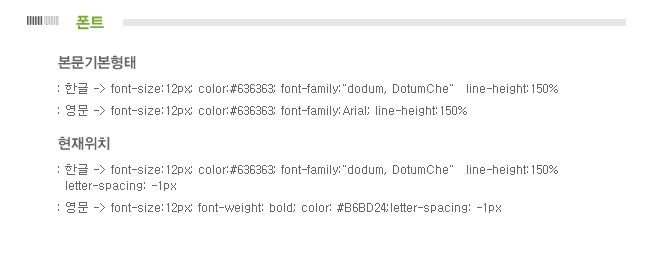 폰트
본문기본형태
: 한글 -> font-size:12px; color:#636363; font-family:"dodum, DotumChe" line-height:150%
: 영문 -> font-size:12px; color:#636363; font-family:Arial; line-height:150%
현재위치
: 한글 -> font-size:12px; color:#636363; font-family:"dodum, DotumChe" line-height:150%
letter-spacing: -1px
: 영문 -> font-size:12px; font-weight: bold; color: #B6BD24;letter-spacing: -1px